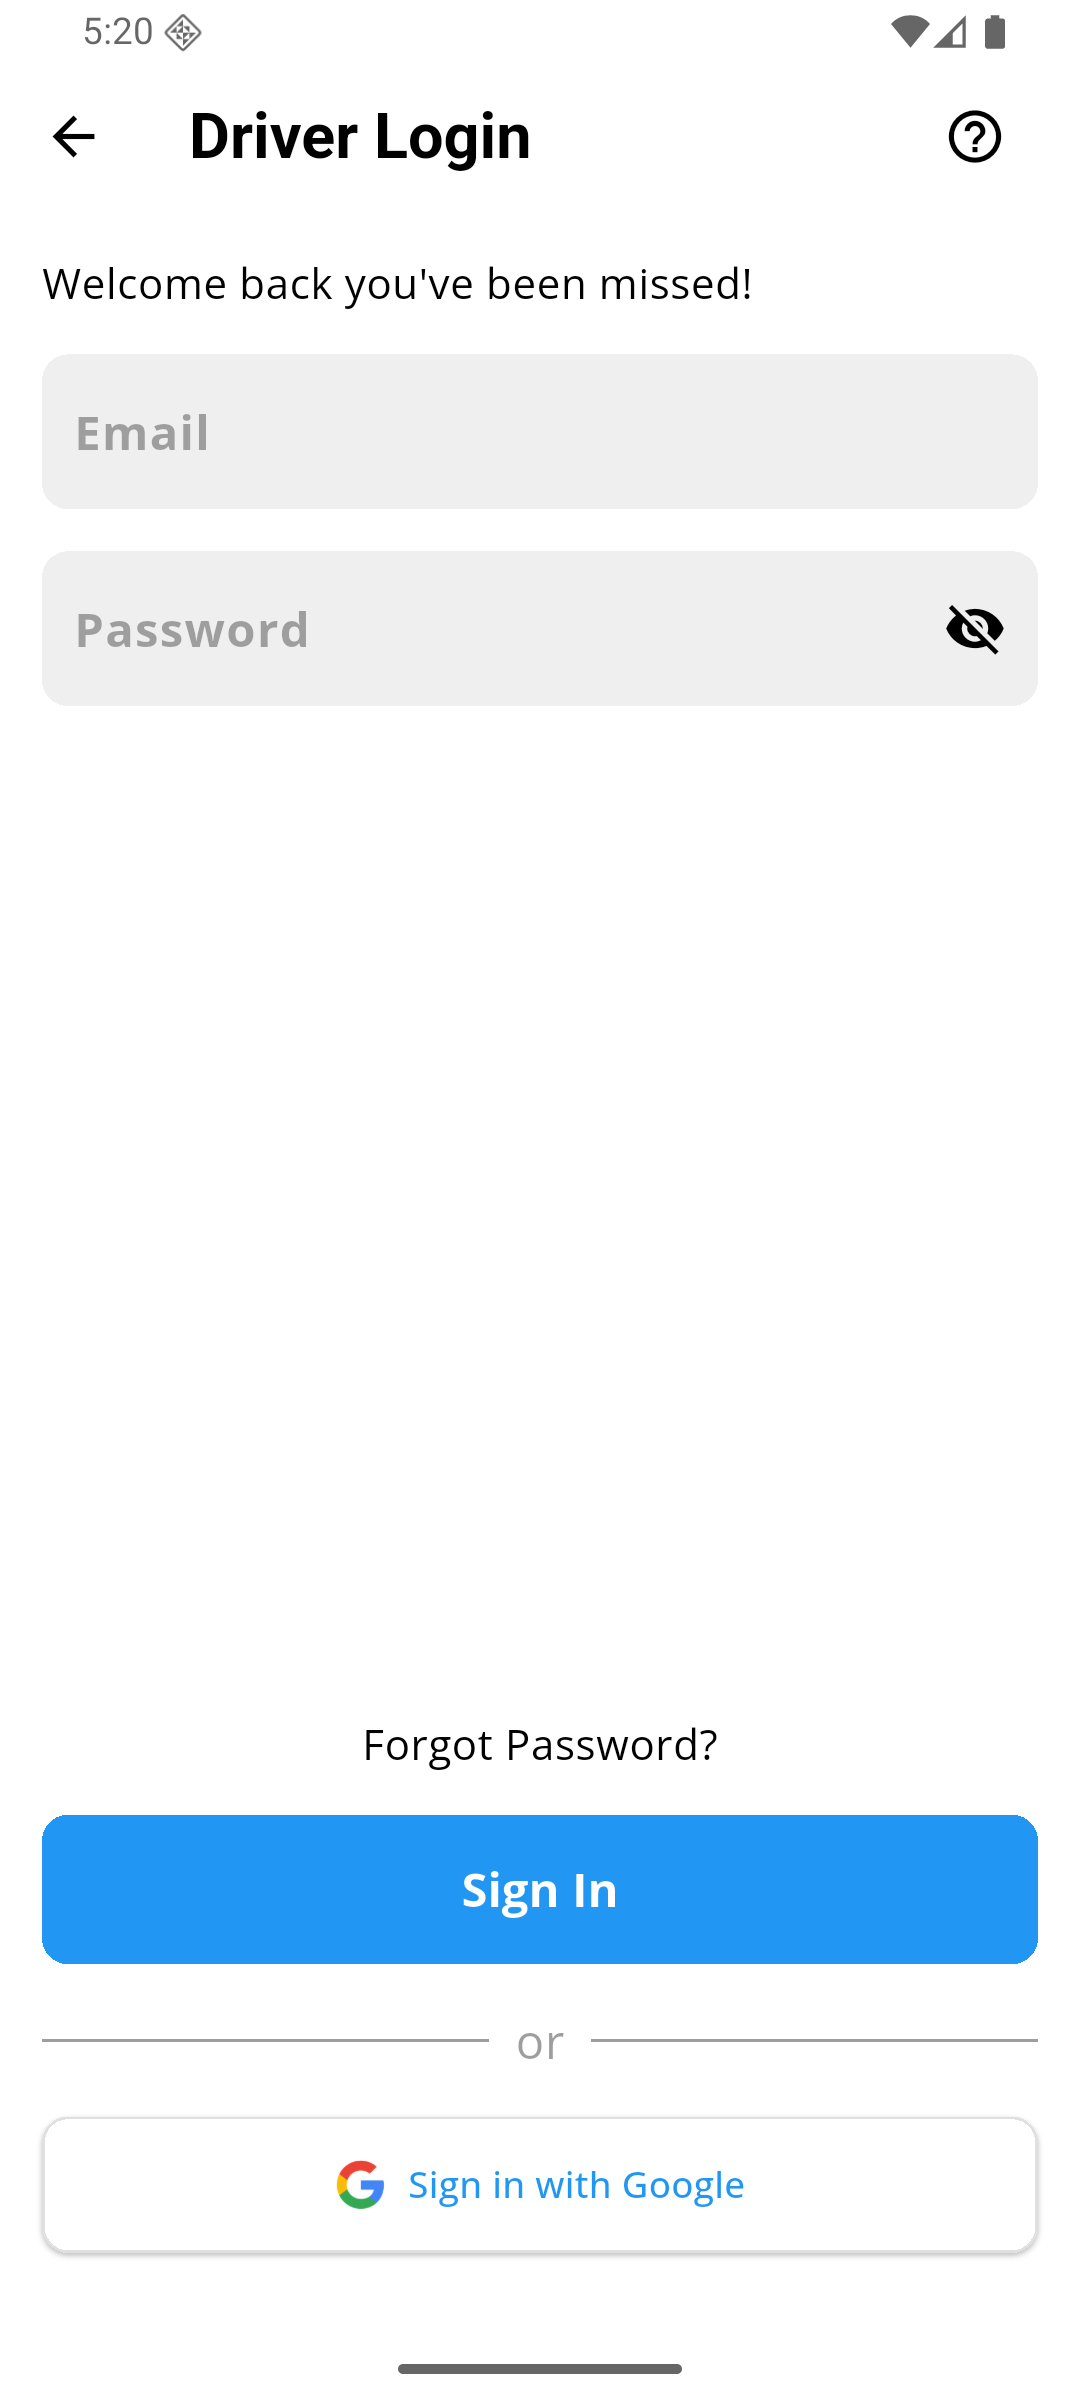 5:20
Driver Login
Welcome back you've been missed!
Email
Password
Forgot Password?
Sign In
or
Sign in with Google